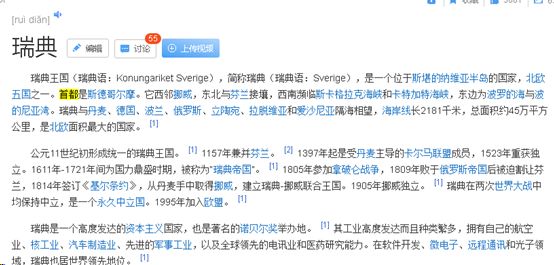 收藏 3881
[ruì diǎn]
瑞典 编辑 讨论 55 上传视频
瑞典王国（瑞典语：Konungariket Sverige），简称瑞典（瑞典语：Sverige），是一个位于斯堪的纳维亚半岛的国家，北欧
五国之一。首都是斯德哥尔摩。它西邻挪威，东北与芬兰接壤，西南濒临斯卡格拉克海峡和卡特加特海峡，东边为波罗的海与波
的尼亚湾。瑞典与丹麦、德国、波兰、俄罗斯、立陶宛、拉脱维亚和爱沙尼亚隔海相望，海岸线长2181千米，总面积约45万平方
公里，是北欧面积最大的国家。 [1]
公元11世纪初形成统一的瑞典王国。 [1] 1157年兼并芬兰。 [2] 1397年起是受丹麦主导的卡尔马联盟成员，1523年重获独
立。1611年-1721年间为国力鼎盛时期，被称为“瑞典帝国”。 [1] 1805年参加拿破仑战争，1809年败于俄罗斯帝国后被迫割让芬
兰，1814年签订《基尔条约》，从丹麦手中取得挪威，建立瑞典-挪威联合王国。1905年挪威独立。 [1] 瑞典在两次世界大战中
均保持中立，是一个永久中立国。1995年加入欧盟。 [1]
瑞典是一个高度发达的资本主义国家，也是著名的诺贝尔奖举办地。 [1] 其工业高度发达而且种类繁多，拥有自己的航空
业、核工业、汽车制造业、先进的军事工业，以及全球领先的电讯业和医药研究能力。在软件开发、微电子、远程通讯和光子领
域，瑞典也居世界领先地位。 [1]